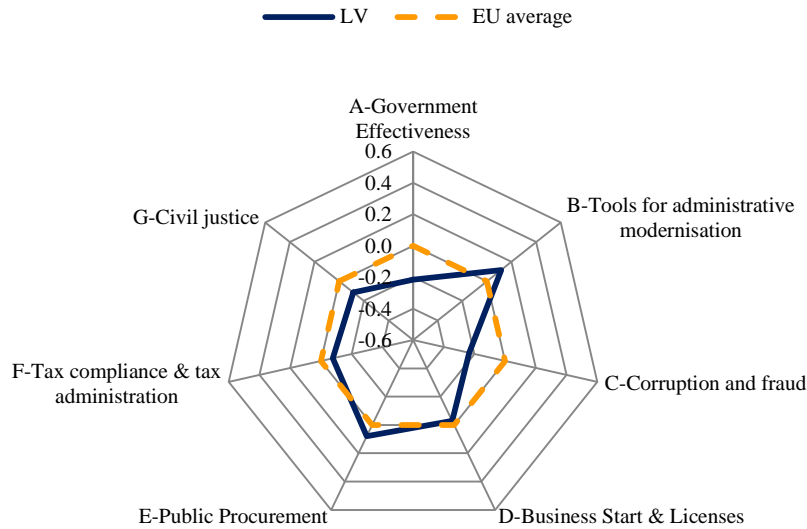 LV
EU average
A-Government
Effectiveness
0.6
0.4
0.2
0.0
-0.2
-0.4
-0.6
B-Tools for administrative
modernisation
C-Corruption and fraud
D-Business Start & Licenses
E-Public Procurement
F-Tax compliance & tax
administration
G-Civil justice